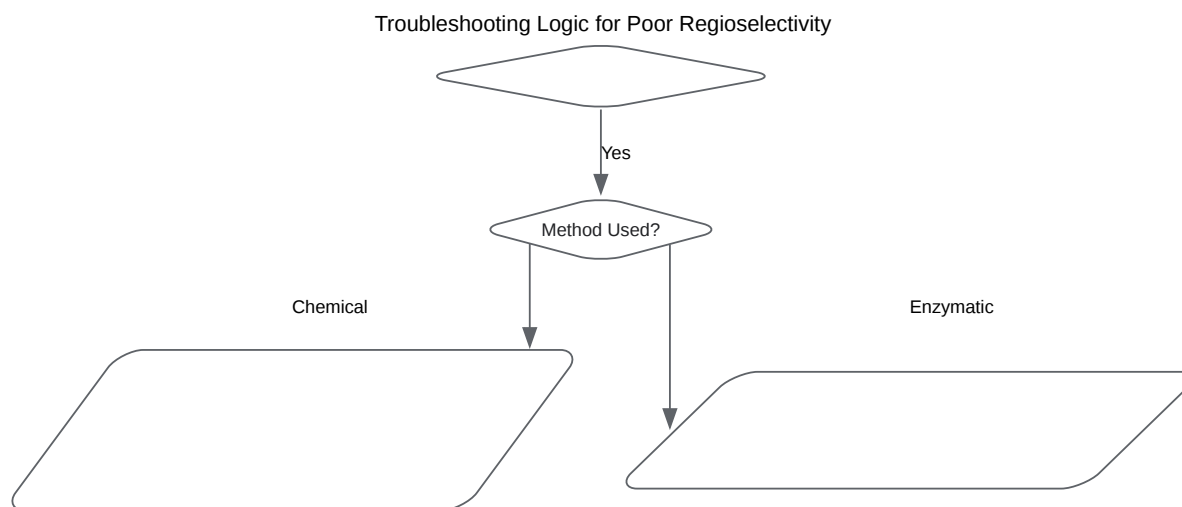 Troubleshooting Logic for Poor Regioselectivity
Yes
Method Used?
Chemical
Enzymatic